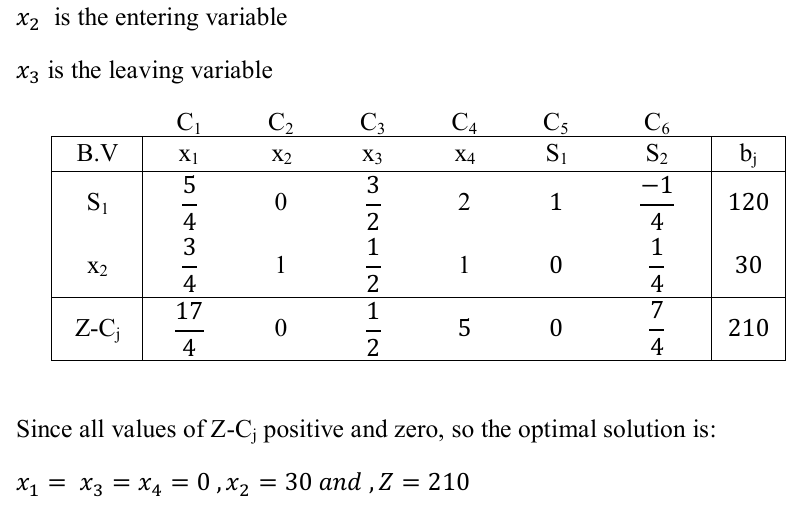 x₂ is the entering variable
x₃ is the leaving variable
C₁ C₂ C₃ C₄ C₅ C₆
B.V x₁ x₂ x₃ x₄ S₁ S₂ bⱼ
S₁ 5/4 0 3/2 2 1 −1/4 120
x₂ 3/4 1 1/2 1 0 1/4 30
Z-Cⱼ 17/4 0 1/2 5 0 7/4 210
Since all values of Z-Cⱼ positive and zero, so the optimal solution is:
x₁ = x₃ = x₄ = 0 , x₂ = 30 and , Z = 210